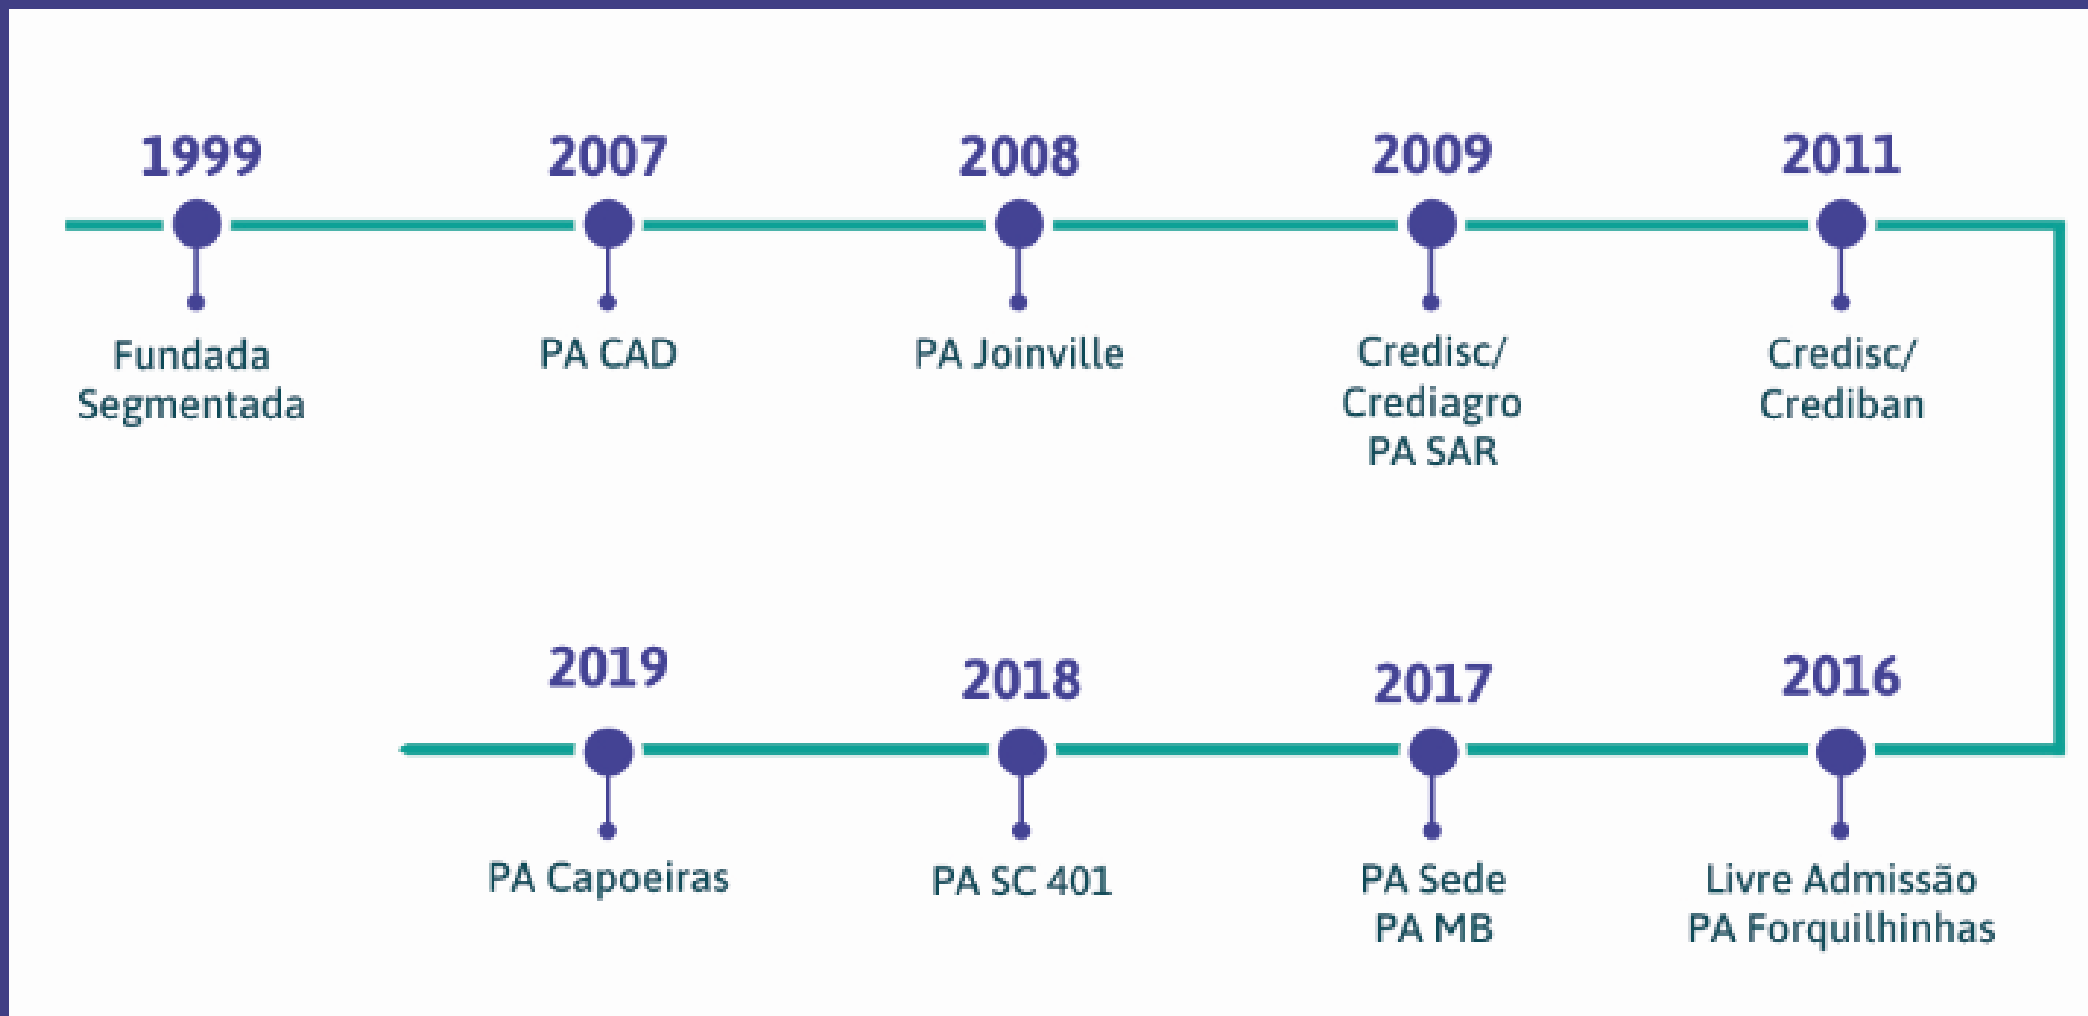 1999
Fundada
Segmentada
2007
PA CAD
2008
PA Joinville
2009
Credisc/
Crediagro
PA SAR
2011
Credisc/
Crediban
2016
Livre Admissão
PA Forquilhinhas
2017
PA Sede
PA MB
2018
PA SC 401
2019
PA Capoeiras